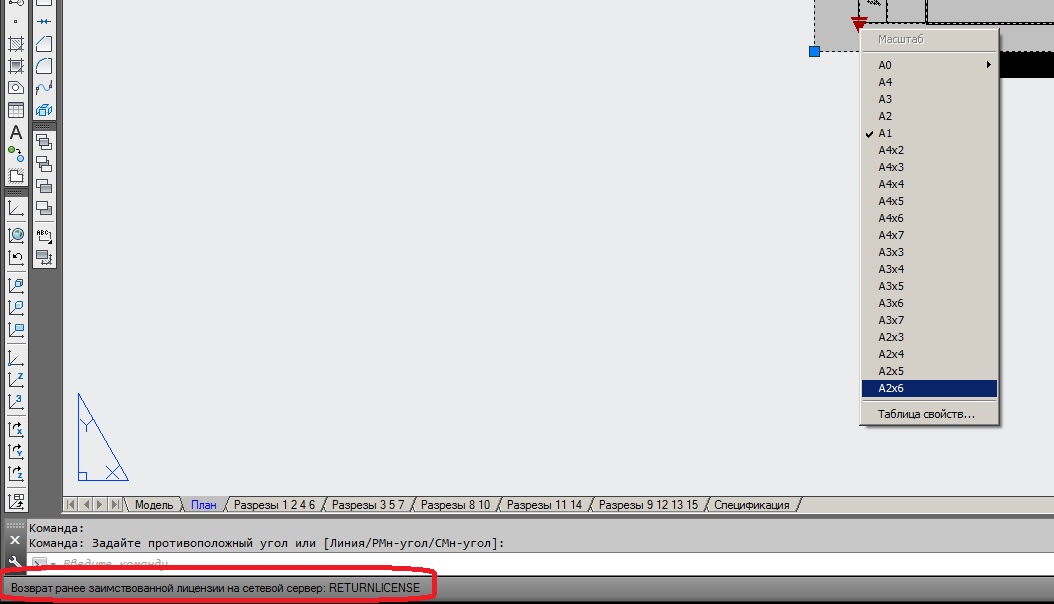 Масштаб
A0
A4
A3
A2
A1
A4x2
A4x3
A4x4
A4x5
A4x6
A4x7
A3x3
A3x4
A3x5
A3x6
A3x7
A2x3
A2x4
A2x5
A2x6
Таблица свойств...
A
ABC
Z
3
X
Y
Z
Y
X
Модель
План
Разрезы 1 2 4 6
Разрезы 3 5 7
Разрезы 8 10
Разрезы 11 14
Разрезы 9 12 13 15
Спецификация
Команда:
Команда: Задайте противоположный угол или [Линия/РМн-угол/СМн-угол]:
Введите команду
Возврат ранее заимствованной лицензии на сетевой сервер: RETURNLICENSE